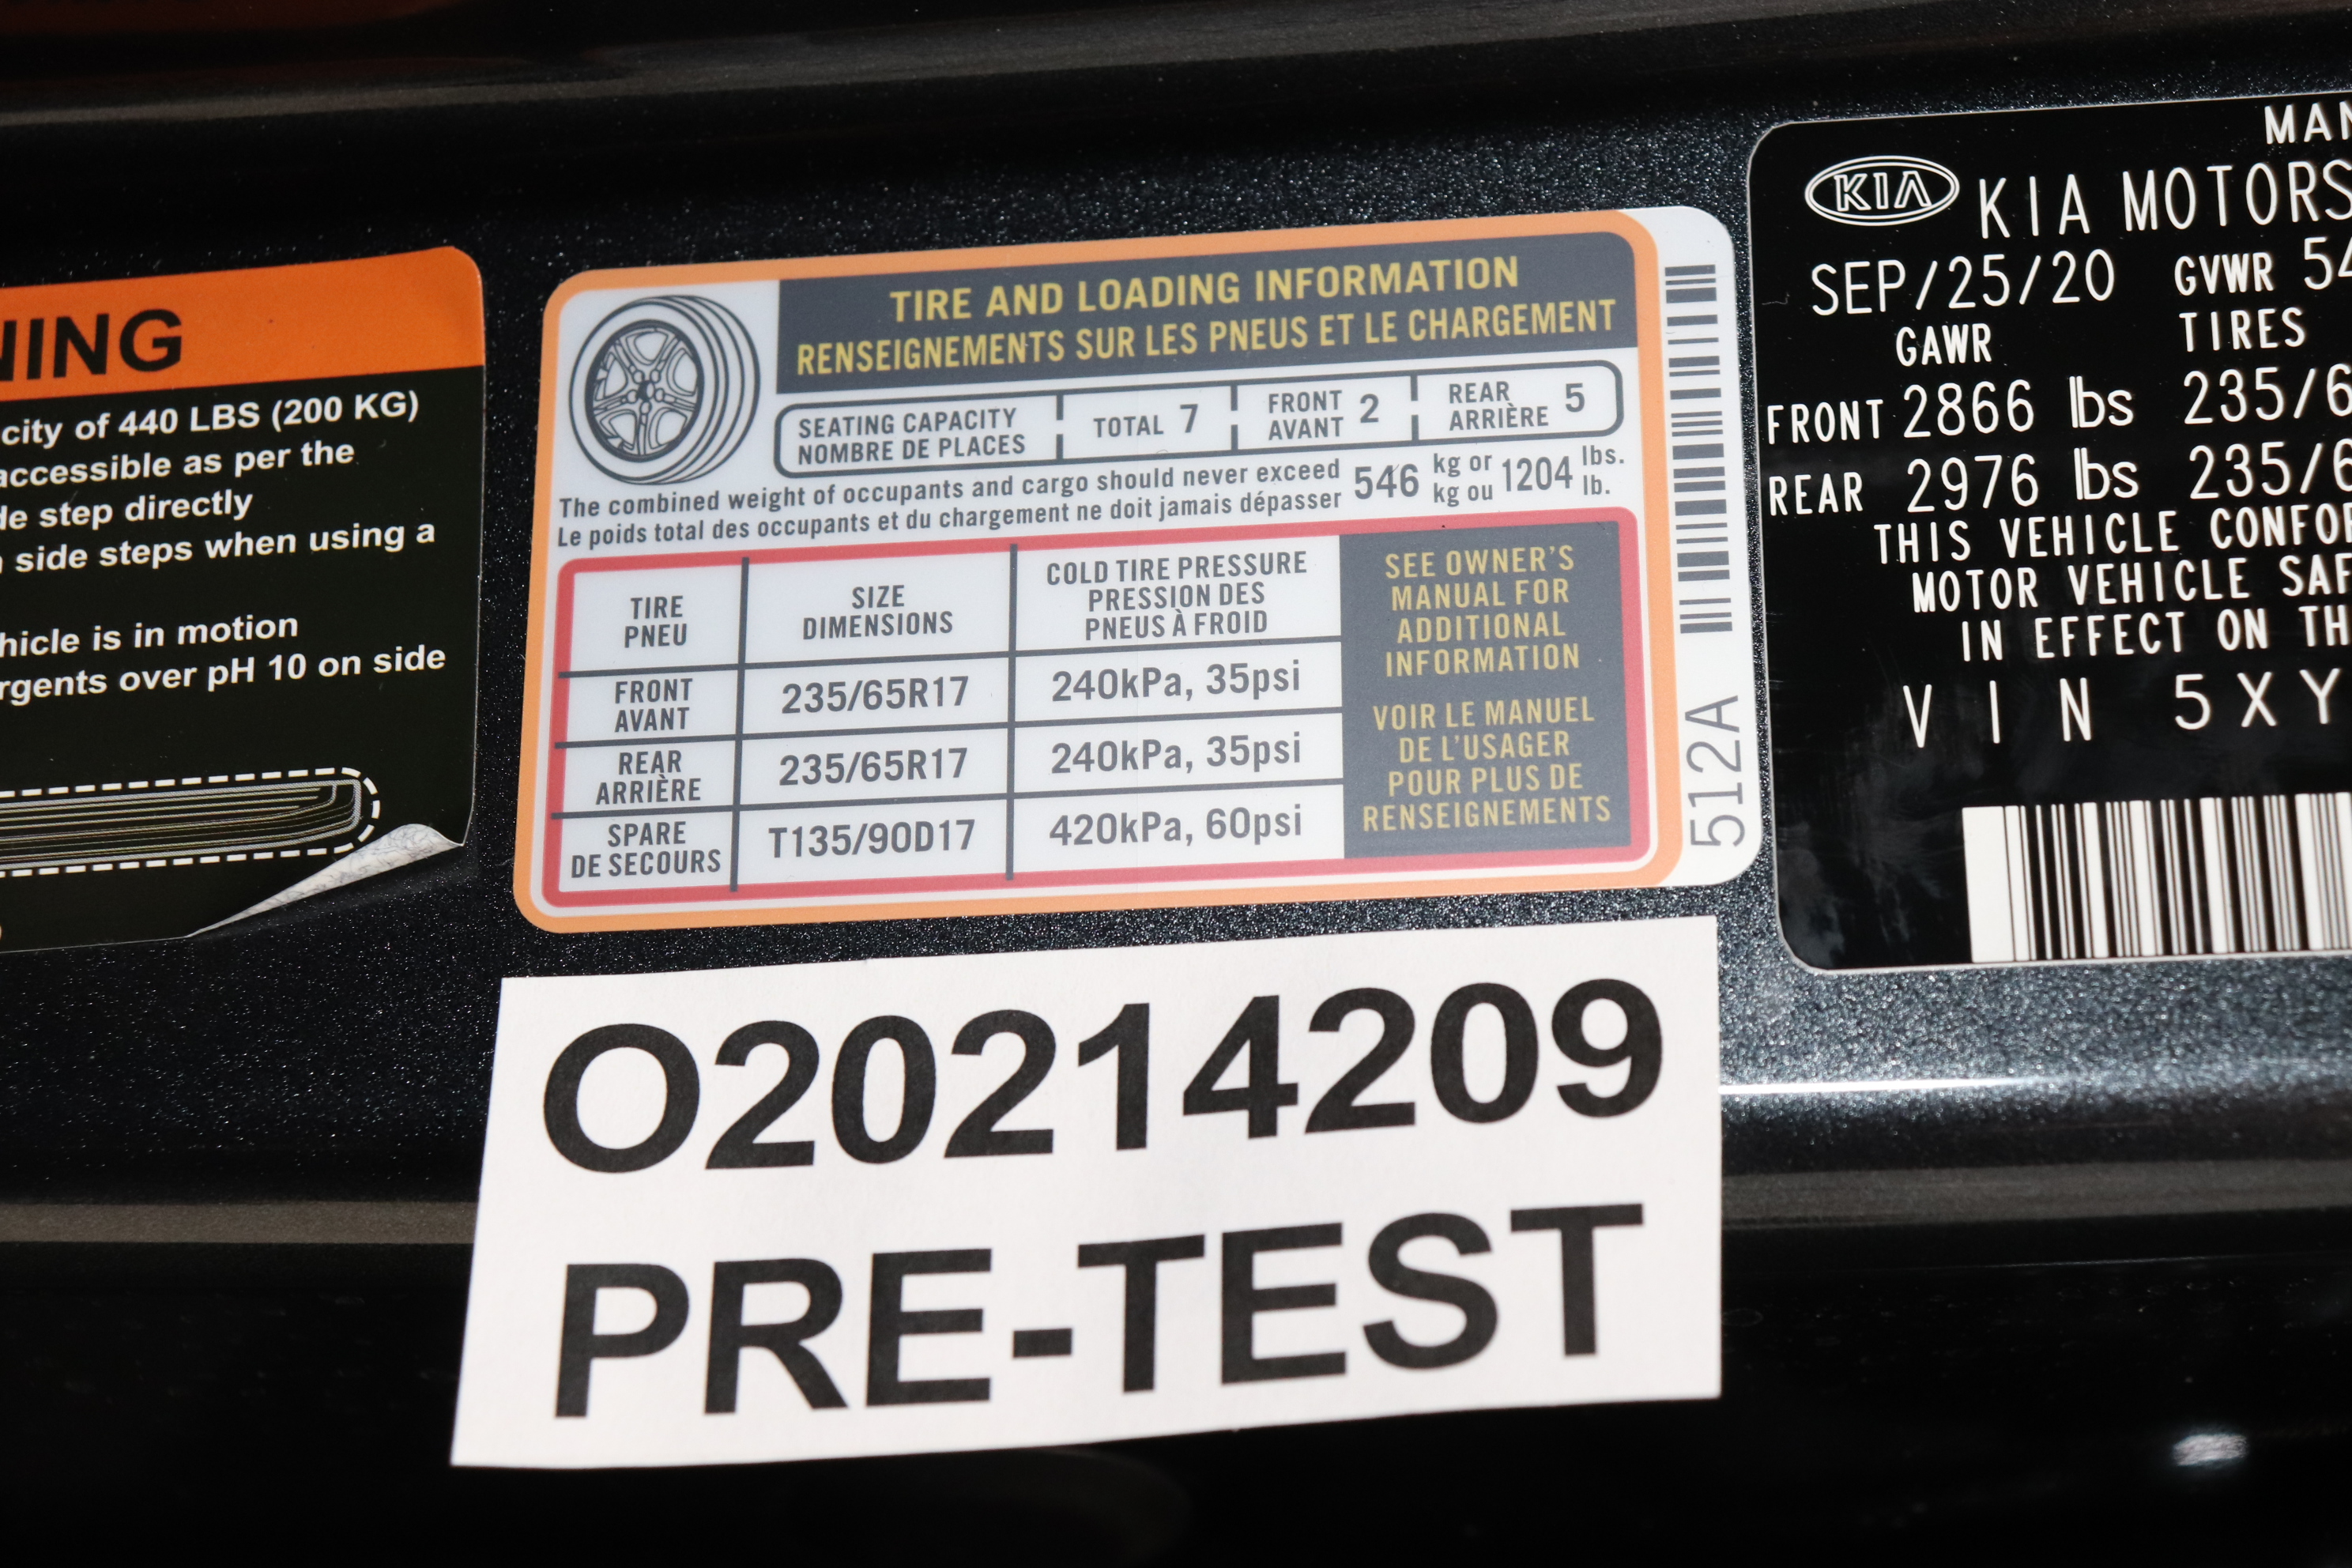 NING
city of 440 LBS (200 KG)
accessible as per the
de step directly
side steps when using a
hicle is in motion
rgents over pH 10 on side
TIRE AND LOADING INFORMATION
RENSEIGNEMENTS SUR LES PNEUS ET LE CHARGEMENT
SEATING CAPACITY
NOMBRE DE PLACES
TOTAL 7
FRONT
AVANT
2
REAR
ARRIÈRE
5
The combined weight of occupants and cargo should never exceed
Le poids total des occupants et du chargement ne doit jamais dépasser
546
kg or
kg ou
1204
lbs.
lb.
TIRE
PNEU
SIZE
DIMENSIONS
COLD TIRE PRESSURE
PRESSION DES
PNEUS À FROID
FRONT
AVANT
235/65R17
240kPa, 35psi
REAR
ARRIÈRE
235/65R17
240kPa, 35psi
SPARE
DE SECOURS
T135/90D17
420kPa, 60psi
SEE OWNER'S
MANUAL FOR
ADDITIONAL
INFORMATION
VOIR LE MANUEL
DE L'USAGER
POUR PLUS DE
RENSEIGNEMENTS
512A
MAN
KIA KIA MOTORS
SEP/25/20 GVWR 54
GAWR TIRES
FRONT 2866 lbs 235/6
REAR 2976 lbs 235/6
THIS VEHICLE CONFOR
MOTOR VEHICLE SAF
IN EFFECT ON TH
VIN 5XY
O20214209
PRE-TEST